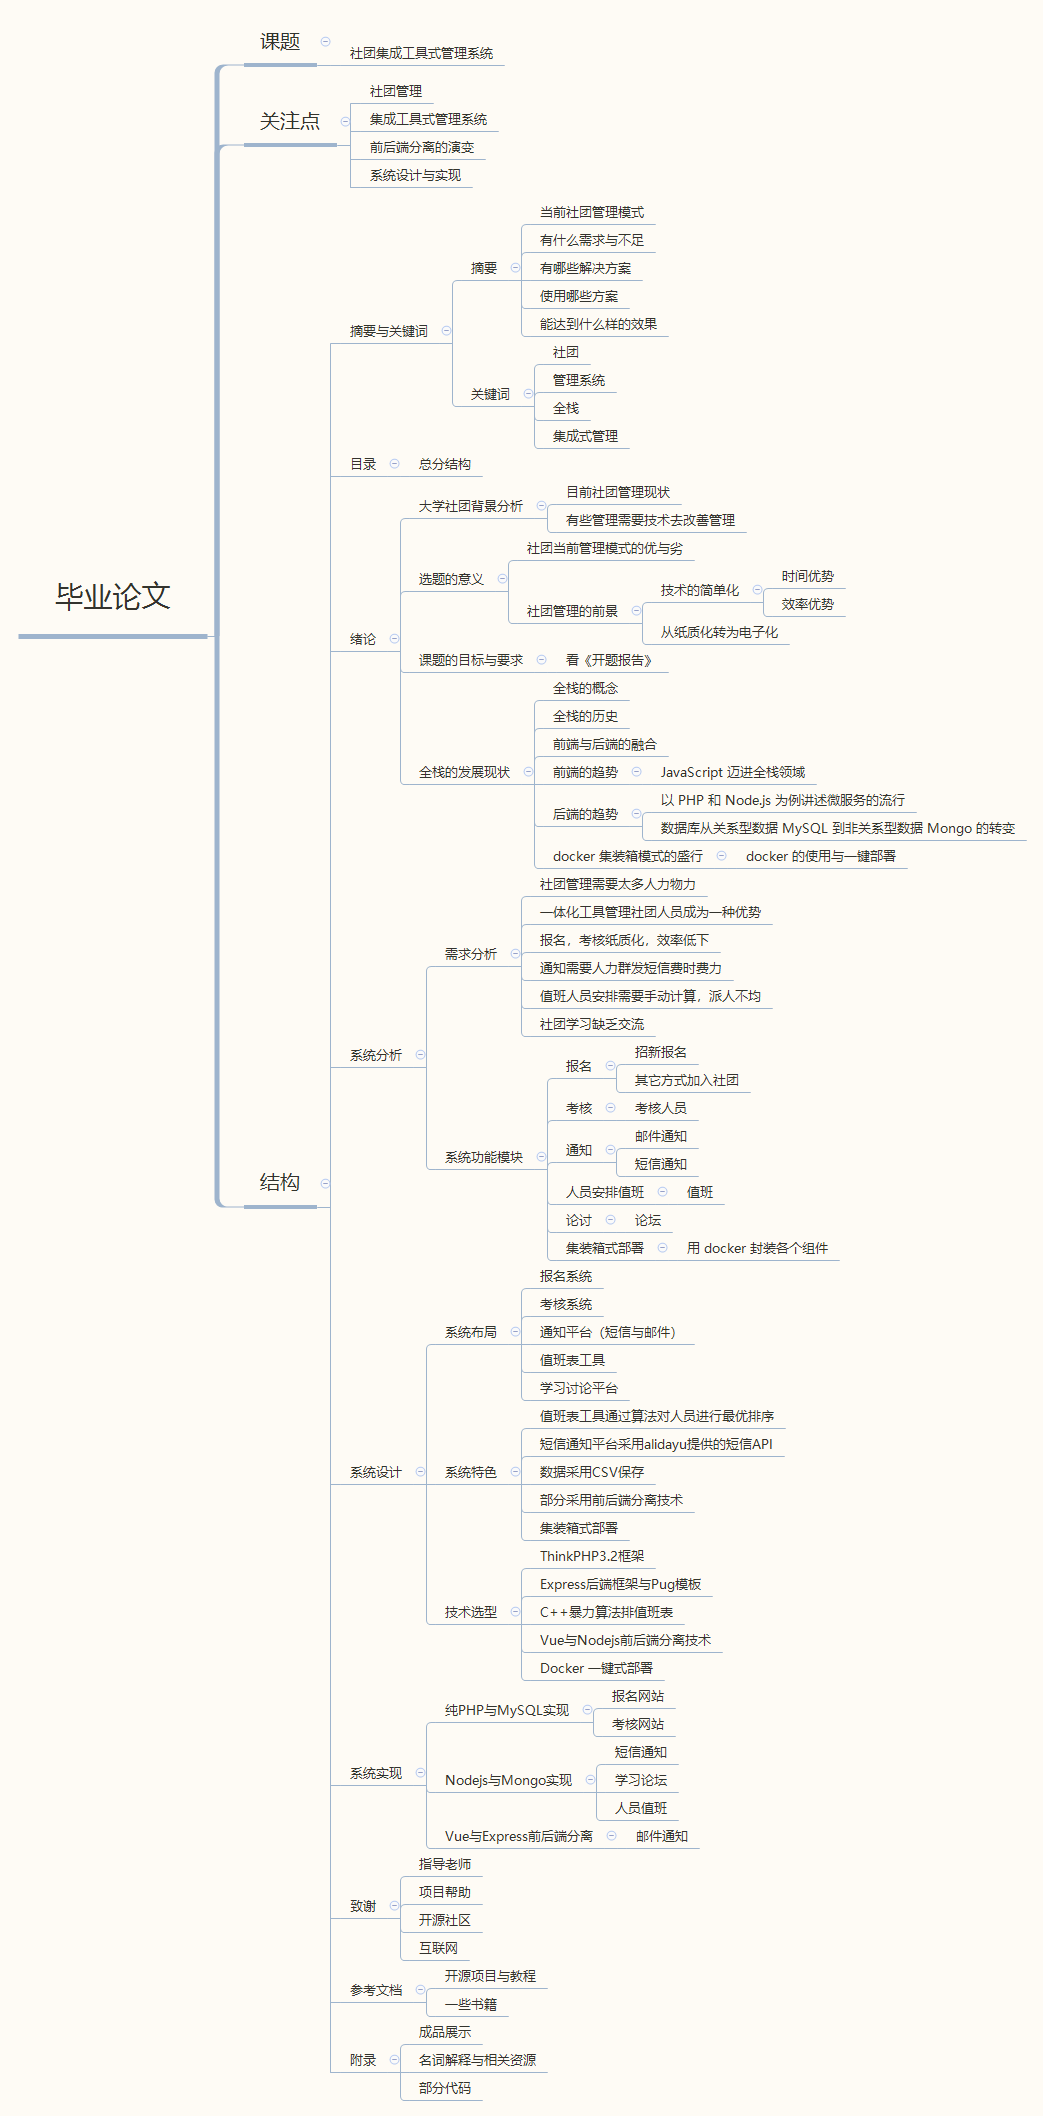 毕业论文
课题
社团集成工具式管理系统
关注点
社团管理
集成工具式管理系统
前后端分离的演变
系统设计与实现
结构
摘要与关键词
摘要
当前社团管理模式
有什么需求与不足
有哪些解决方案
使用哪些方案
能达到什么样的效果
关键词
社团
管理系统
全栈
集成式管理
目录
总分结构
绪论
大学社团背景分析
目前社团管理现状
有些管理需要技术去改善管理
选题的意义
社团当前管理模式的优与劣
社团管理的前景
技术的简单化
时间优势
效率优势
从纸质化转为电子化
课题的目标与要求
看《开题报告》
全栈的发展现状
全栈的概念
全栈的历史
前端与后端的融合
前端的趋势
JavaScript 迈进全栈领域
后端的趋势
以 PHP 和 Node.js 为例讲述微服务的流行
数据库从关系型数据 MySQL 到非关系型数据 Mongo 的转变
docker 集装箱模式的盛行
docker 的使用与一键部署
系统分析
需求分析
社团管理需要太多人力物力
一体化工具管理社团人员成为一种优势
报名，考核纸质化，效率低下
通知需要人力群发短信费时费力
值班人员安排需要手动计算，派人不均
社团学习缺乏交流
系统功能模块
报名
招新报名
其它方式加入社团
考核
考核人员
通知
邮件通知
短信通知
人员安排值班
值班
论讨
论坛
集装箱式部署
用 docker 封装各个组件
系统设计
系统布局
报名系统
考核系统
通知平台（短信与邮件）
值班表工具
学习讨论平台
系统特色
值班表工具通过算法对人员进行最优排序
短信通知平台采用alidayu提供的短信API
数据采用CSV保存
部分采用前后端分离技术
集装箱式部署
技术选型
ThinkPHP3.2框架
Express后端框架与Pug模板
C++暴力算法排值班表
Vue与Nodejs前后端分离技术
Docker 一键式部署
系统实现
纯PHP与MySQL实现
报名网站
考核网站
Nodejs与Mongo实现
短信通知
学习论坛
人员值班
Vue与Express前后端分离
邮件通知
致谢
指导老师
项目帮助
开源社区
互联网
参考文档
开源项目与教程
一些书籍
附录
成品展示
名词解释与相关资源
部分代码